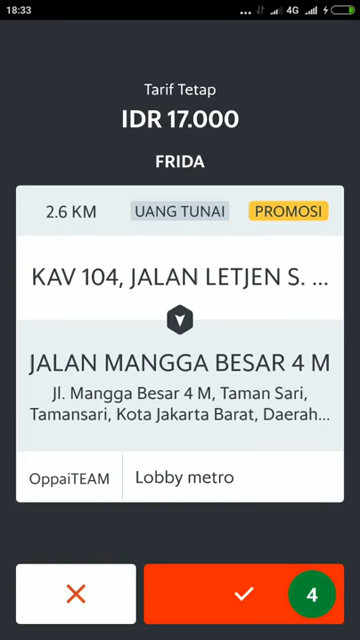 18:33
4G
Tarif Tetap
IDR 17.000
FRIDA
2.6 KM
UANG TUNAI
PROMOSI
KAV 104, JALAN LETJEN S. ...
JALAN MANGGA BESAR 4 M
Jl. Mangga Besar 4 M, Taman Sari,
Tamansari, Kota Jakarta Barat, Daerah...
OppaiTEAM
Lobby metro
4